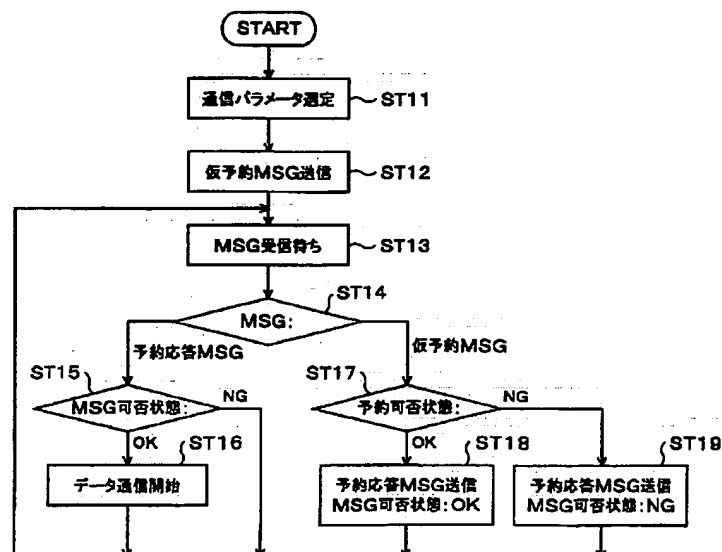 START
通信パラメータ選定
ST11
仮予約MSG送信
ST12
MSG受信待ち
ST13
ST14
MSG:
予約応答MSG
仮予約MSG
ST15
MSG可否状態:
NG
OK
ST16
データ通信開始
ST17
予約可否状態:
NG
OK
ST18
予約応答MSG送信
MSG可否状態:OK
ST19
予約応答MSG送信
MSG可否状態:NG